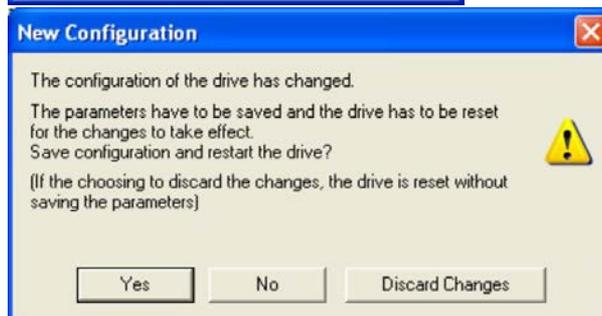 New Configuration
The configuration of the drive has changed.
The parameters have to be saved and the drive has to be reset
for the changes to take effect.
Save configuration and restart the drive?
(If the choosing to discard the changes, the drive is reset without
saving the parameters)
Yes No Discard Changes